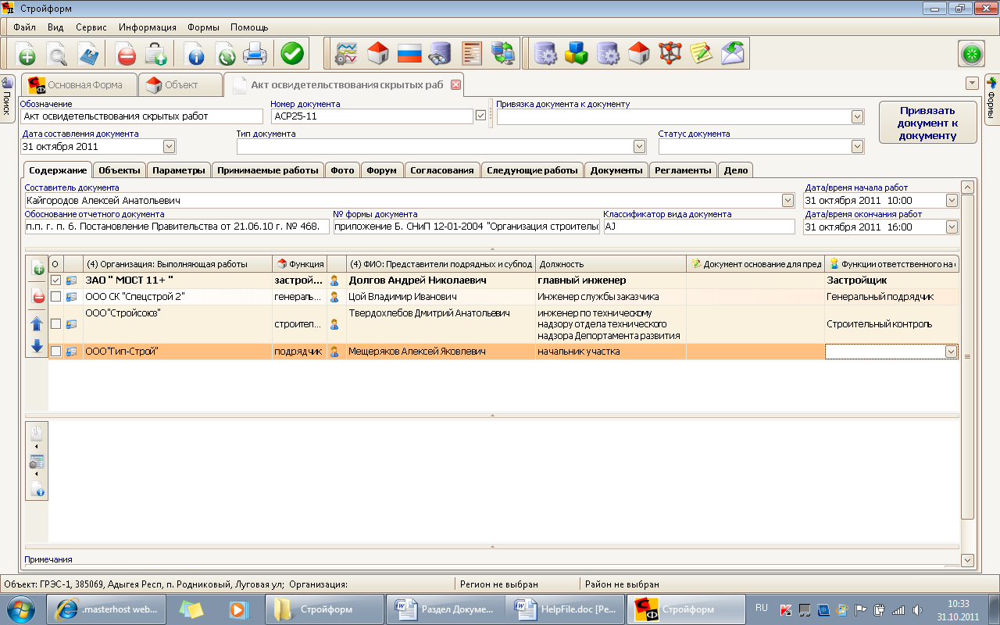 Стройформ
Файл Вид Сервис Информация Формы Помощь
Поиск
Основная Форма Объект Акт освидетельствования скрытых раб
Формы
Обозначение Номер документа Привязка документа к документу
Акт освидетельствования скрытых работ АСР25-11
Привязать документ к документу
Дата составления документа Тип документа Статус документа
31 октября 2011
Содержание Объекты Параметры Принимаемые работы Фото Форум Согласования Следующие работы Документы Регламенты Дело
Составитель документа Дата/время начала работ
Кайгородов Алексей Анатольевич 31 октября 2011 10:00
Обоснование отчетного документа № формы документа Классификатор вида документа Дата/время окончания работ
п.п. г. п. 6. Постановление Правительства от 21.06.10 г. № 468. приложение Б. СНиП 12-01-2004 "Организация строительс AJ 31 октября 2011 16:00
О (4) Организация: Выполняющая работы Функция (4) ФИО: Представители подрядных и субпод Должность Документ основание для пред Функции ответственного на
ЗАО " МОСТ 11+ " застрой... Долгов Андрей Николаевич главный инженер Застройщик
ООО СК "Спецстрой 2" генераль... Цой Владимир Иванович Инженер службы заказчика Генеральный подрядчик
ООО"Стройсоюз" строител... Твердохлебов Дмитрий Анатольевич инженер по техническому
надзору отдела технического Строительный контроль
надзора Депортамента развития
ООО"Гип-Строй" подрядчик Мещеряков Алексей Яковлевич начальник участка
Примечания
Объект: ГРЭС-1, 385069, Адыгея Респ, п. Родниковый, Луговая ул; Организация: Регион не выбран Район не выбран
.masterhost web... Стройформ Раздел Докуме... HelpFile.doc [Ре... Стройформ RU 10:33
31.10.2011